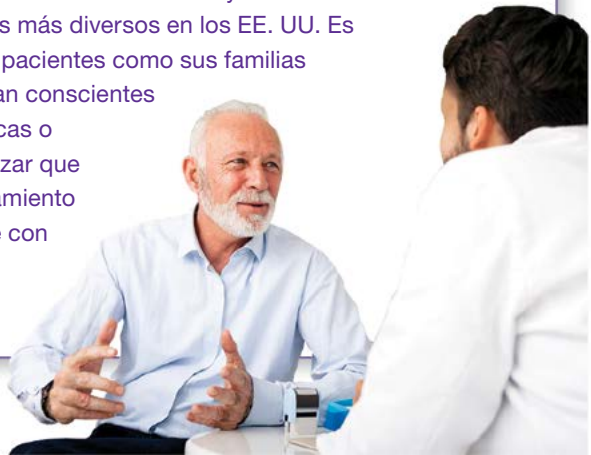 s más diversos en los EE. UU. Es
pacientes como sus familias
an conscientes
cas o
zar que
amiento
con